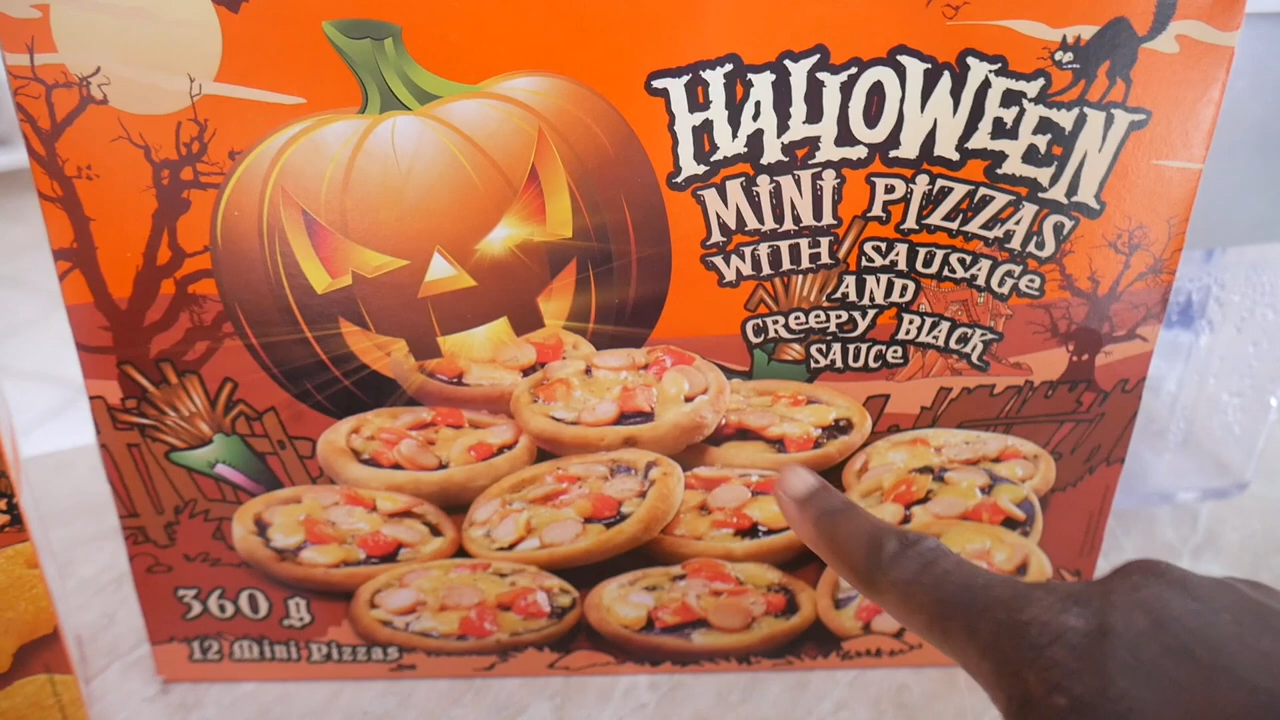 HALLOWEEN
MiNi PiZZAS
WITH SAUSAGe
AND
CReePY BLACK
SAUCe
360 g
12 Mini Pizzas